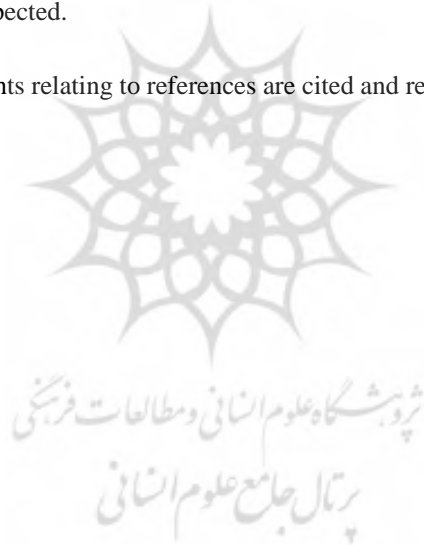 pected.
nts relating to references are cited and re
پژوهشگاه علوم انسانی و مطالعات فرهنگی
پرتال جامع علوم انسانی